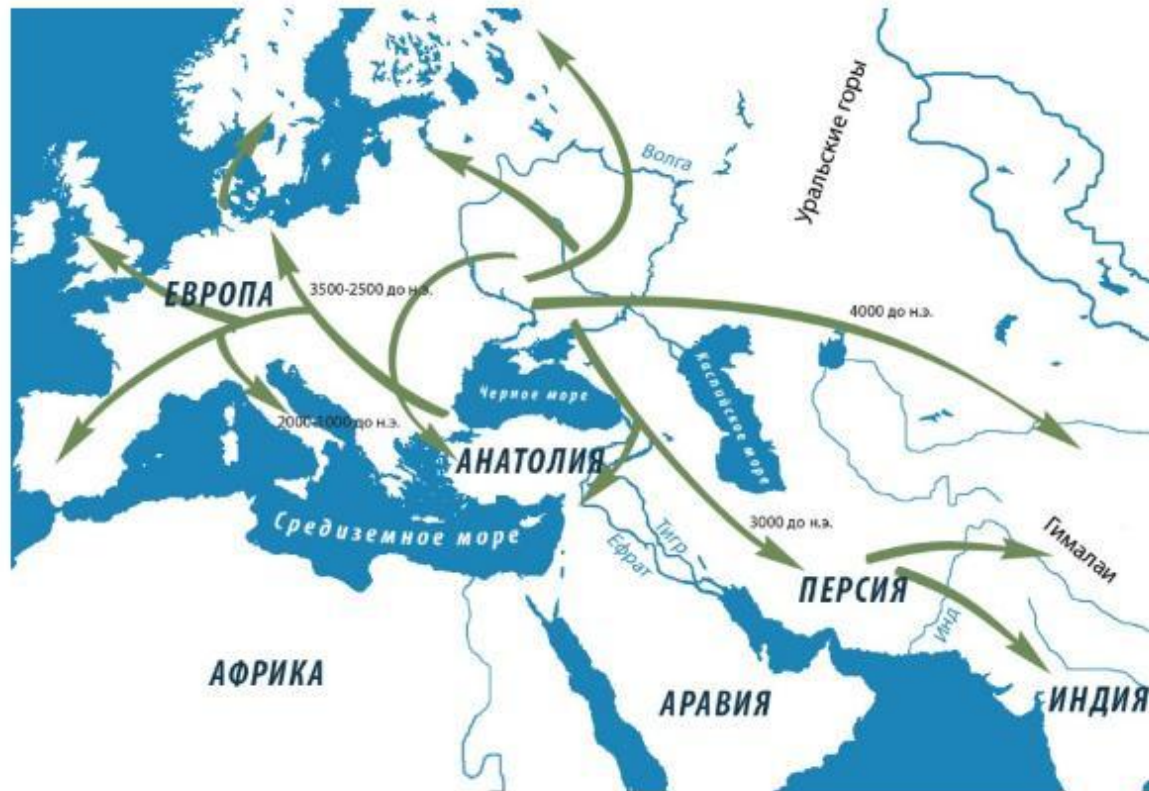 Уральские горы
Волга
ЕВРОПА
3500-2500 до н.э.
4000 до н.э.
Черное море
Каспийское море
2000-1000 до н.э.
АНАТОЛИЯ
Средиземное море
Тигр
Ефрат
3000 до н.э.
Гималаи
ПЕРСИЯ
Инд
АФРИКА
АРАВИЯ
ИНДИЯ